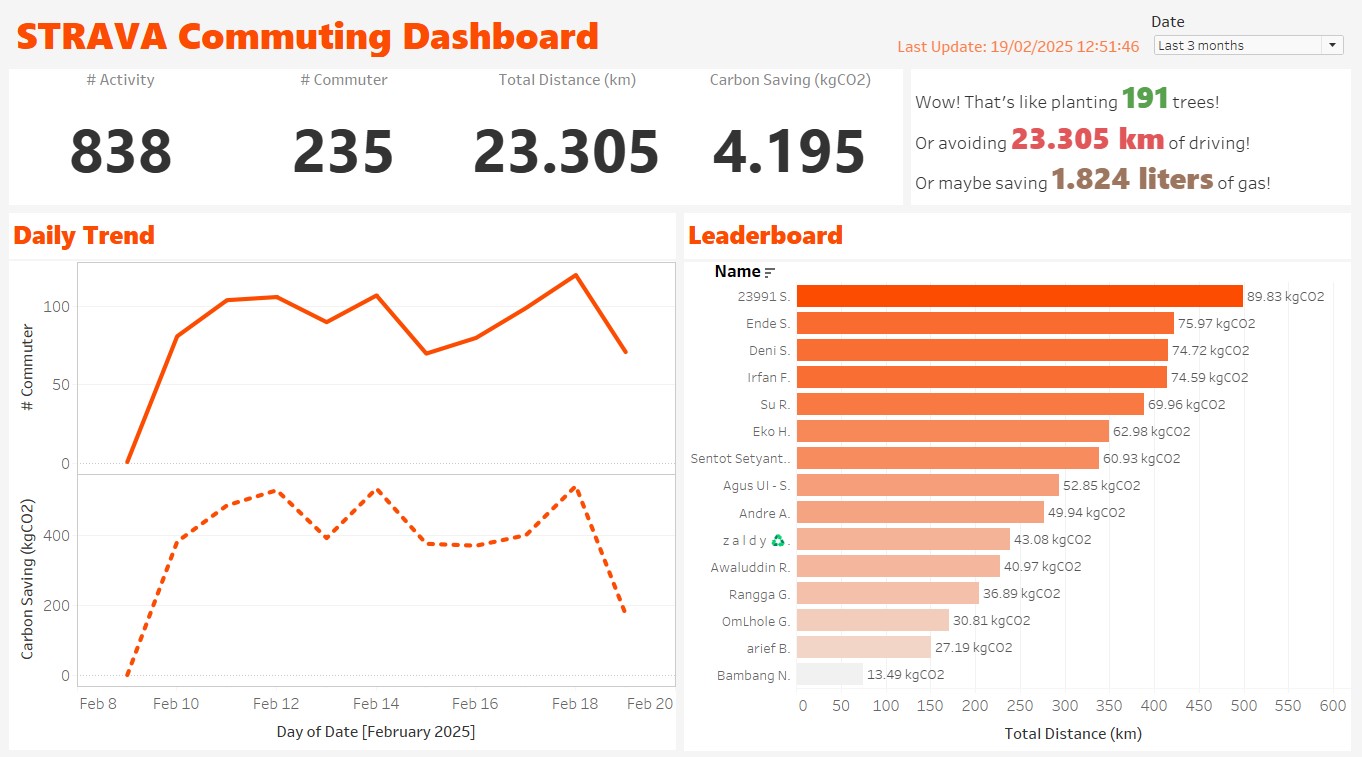 STRAVA Commuting Dashboard
Last Update: 19/02/2025 12:51:46
Date
Last 3 months
# Activity
838
# Commuter
235
Total Distance (km)
23.305
Carbon Saving (kgCO2)
4.195
Wow! That's like planting 191 trees!
Or avoiding 23.305 km of driving!
Or maybe saving 1.824 liters of gas!
Daily Trend
# Commuter
100
50
0
Carbon Saving (kgCO2)
400
200
0
Feb 8 Feb 10 Feb 12 Feb 14 Feb 16 Feb 18 Feb 20
Day of Date [February 2025]
Leaderboard
Name
23991 S. 89.83 kgCO2
Ende S. 75.97 kgCO2
Deni S. 74.72 kgCO2
Irfan F. 74.59 kgCO2
Su R. 69.96 kgCO2
Eko H. 62.98 kgCO2
Sentot Setyant.. 60.93 kgCO2
Agus UI - S. 52.85 kgCO2
Andre A. 49.94 kgCO2
z a l d y ♻ . 43.08 kgCO2
Awaluddin R. 40.97 kgCO2
Rangga G. 36.89 kgCO2
OmLhole G. 30.81 kgCO2
arief B. 27.19 kgCO2
Bambang N. 13.49 kgCO2
0 50 100 150 200 250 300 350 400 450 500 550 600
Total Distance (km)